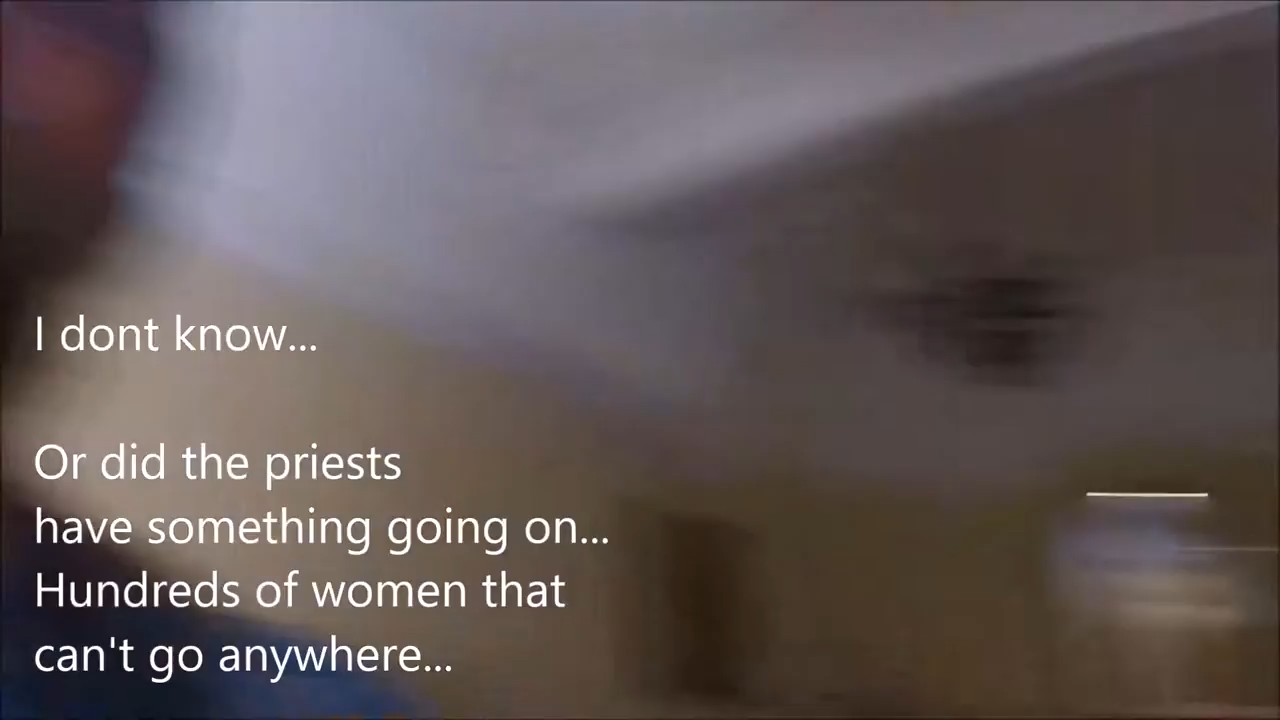 I dont know...
Or did the priests
have something going on...
Hundreds of women that
can't go anywhere...